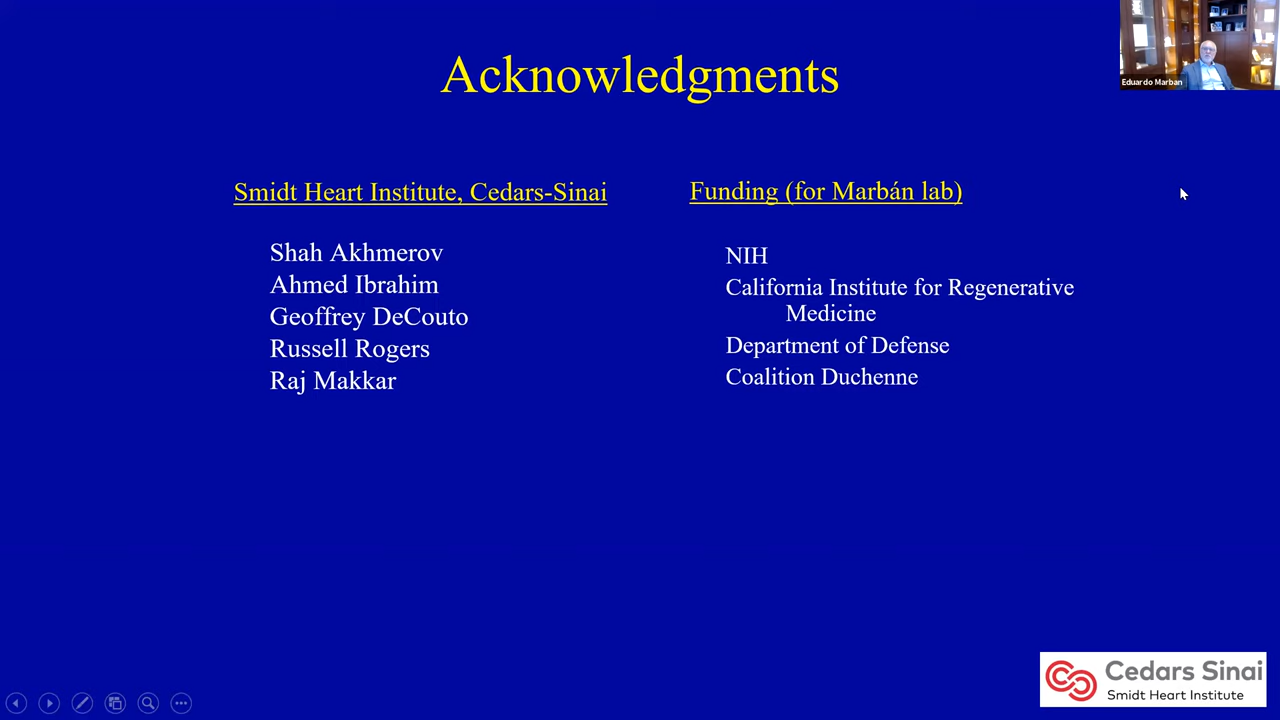 Acknowledgments
Eduardo Marban
Smidt Heart Institute, Cedars-Sinai
Shah Akhmerov
Ahmed Ibrahim
Geoffrey DeCouto
Russell Rogers
Raj Makkar
Funding (for Marbán lab)
NIH
California Institute for Regenerative
Medicine
Department of Defense
Coalition Duchenne
Cedars Sinai
Smidt Heart Institute